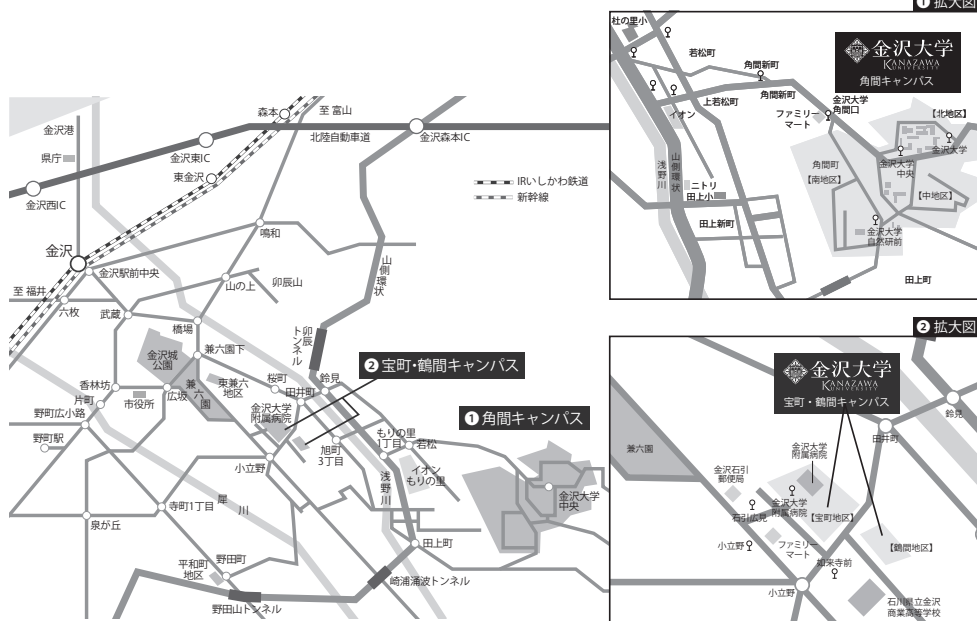 金沢港
県庁
金沢西IC
金沢東IC
東金沢
森本
至 富山
北陸自動車道
金沢森本IC
IRいしかわ鉄道
新幹線
金沢
金沢駅前中央
鳴和
山側環状
至 福井
六枚
武蔵
山の上
卯辰山
橋場
卯辰
トンネル
金沢城
公園
兼六園下
❷ 宝町・鶴間キャンパス
香林坊
片町
市役所
広坂
兼六園
東兼六
地区
桜町
田井町
鈴見
野町広小路
金沢大学
附属病院
❶ 角間キャンパス
野町駅
旭町
3丁目
もりの里
1丁目
若松
小立野
浅野川
イオン
もりの里
金沢大学
中央
寺町1丁目
犀川
泉が丘
田上町
平和町
地区
野田町
崎浦涌波トンネル
野田山トンネル
❶ 拡大図
杜の里小
若松町
金沢大学
KANAZAWA
UNIVERSITY
角間キャンパス
角間新町
上若松町
角間新町
イオン
ファミリー
マート
金沢大学
角間口
【北地区】
金沢大学
浅野川
山側環状
角間町
【南地区】
金沢大学
中央
ニトリ
田上小
【中地区】
田上新町
金沢大学
自然研前
田上町
❷ 拡大図
金沢大学
KANAZAWA
UNIVERSITY
宝町・鶴間キャンパス
鈴見
田井町
兼六園
金沢大学
附属病院
金沢石引
郵便局
石引広見
金沢大学
附属病院
【宝町地区】
小立野
ファミリー
マート
【鶴間地区】
如来寺前
小立野
石川県立金沢
商業高等学校